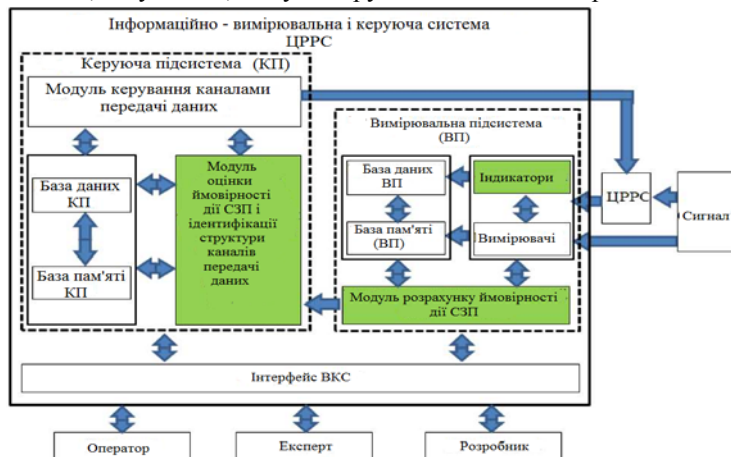 Інформаційно - вимірювальна і керуюча система
ЦРРС
Керуюча підсистема (КП)
Модуль керування каналами
передачі даних
База даних
КП
База пам'яті
КП
Модуль
оцінки
ймовірності
дії СЗП і
ідентифікації
структури
каналів
передачі
даних
Вимірювальна підсистема
(ВП)
База даних
ВП
База пам'яті
(ВП)
Індикатори
Вимірювачі
Модуль розрахунку ймовірності
дії СЗП
ЦРРС
Сигнал
Інтерфейс ВКС
Оператор
Експерт
Розробник